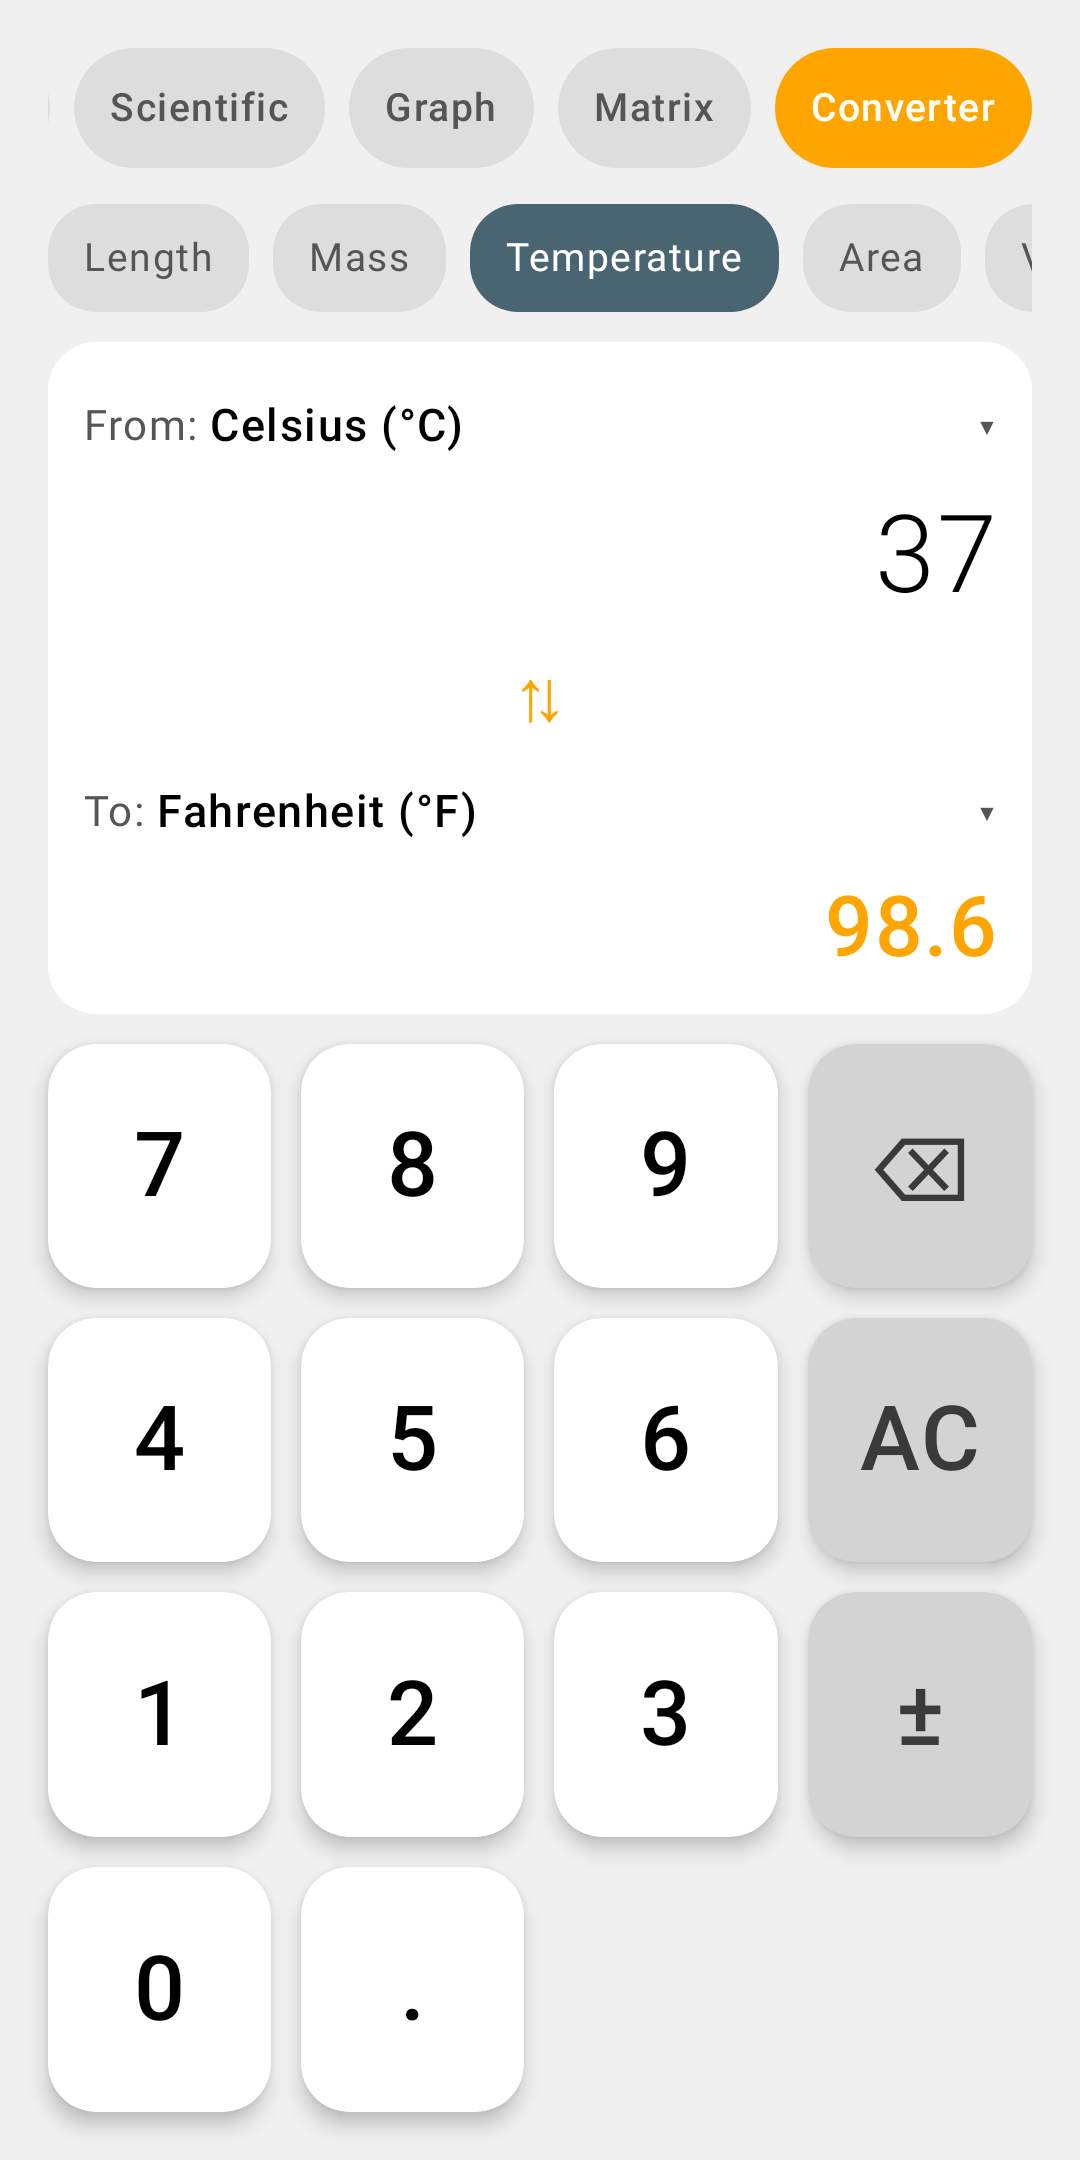 Scientific Graph Matrix Converter
Length Mass Temperature Area
From: Celsius (°C) ▾
37
↑↓
To: Fahrenheit (°F) ▾
98.6
7 8 9 ⌫
4 5 6 AC
1 2 3 ±
0 .